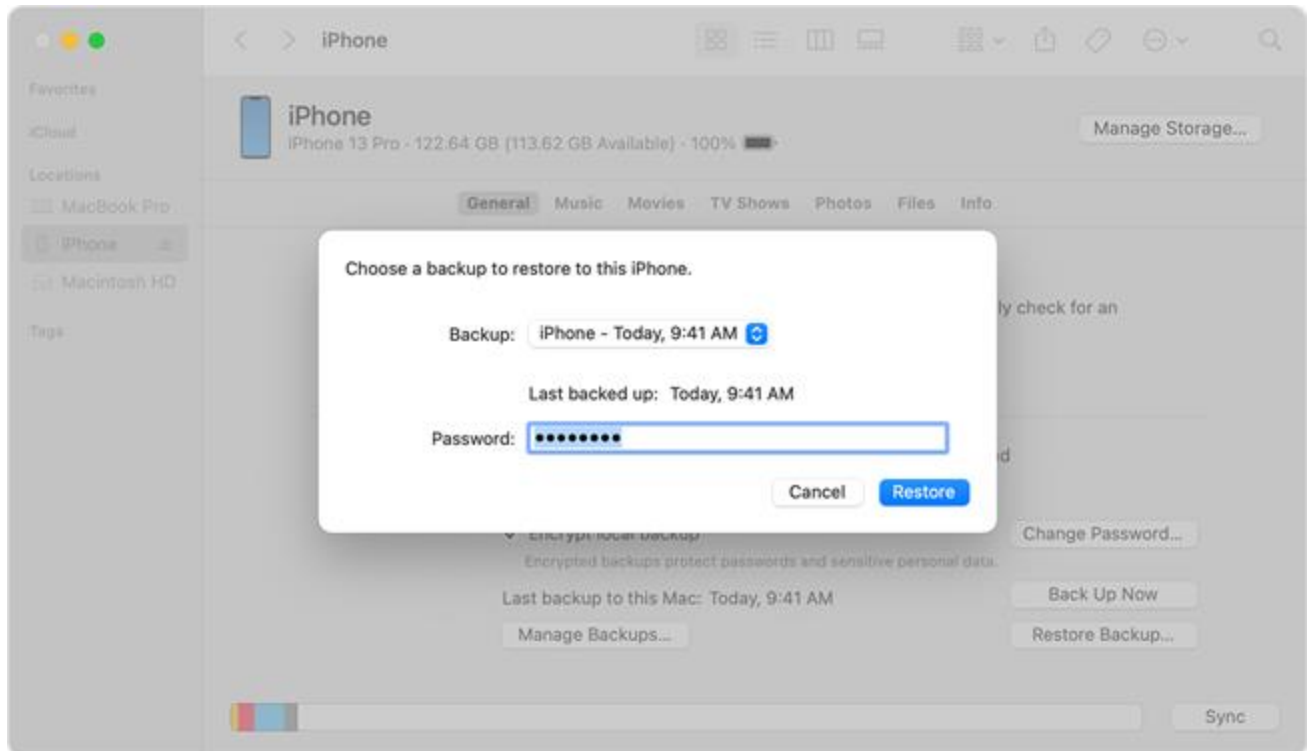 iPhone
Favorites
iCloud
Locations
MacBook Pro
iPhone
Macintosh HD
Tags
iPhone
iPhone 13 Pro - 122.64 GB (113.62 GB Available) - 100%
Manage Storage...
General Music Movies TV Shows Photos Files Info
Choose a backup to restore to this iPhone.
ly check for an
Backup: iPhone - Today, 9:41 AM
Last backed up: Today, 9:41 AM
Password: ••••••••
d
Cancel Restore
Encrypt local backup
Change Password...
Encrypted backups protect passwords and sensitive personal data.
Last backup to this Mac: Today, 9:41 AM
Back Up Now
Manage Backups...
Restore Backup...
Sync